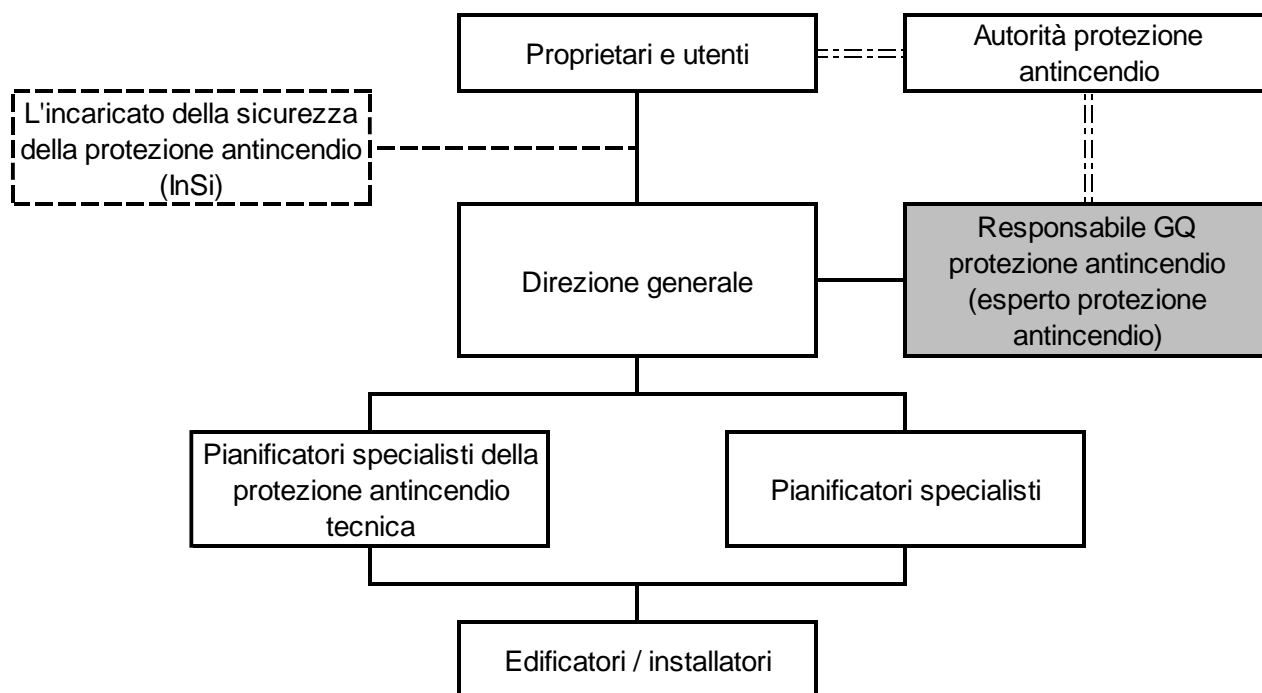 Proprietari e utenti
Autorità protezione
antincendio
L'incaricato della sicurezza
della protezione antincendio
(InSi)
Direzione generale
Responsabile GQ
protezione antincendio
(esperto protezione
antincendio)
Pianificatori specialisti della
protezione antincendio
tecnica
Pianificatori specialisti
Edificatori / installatori